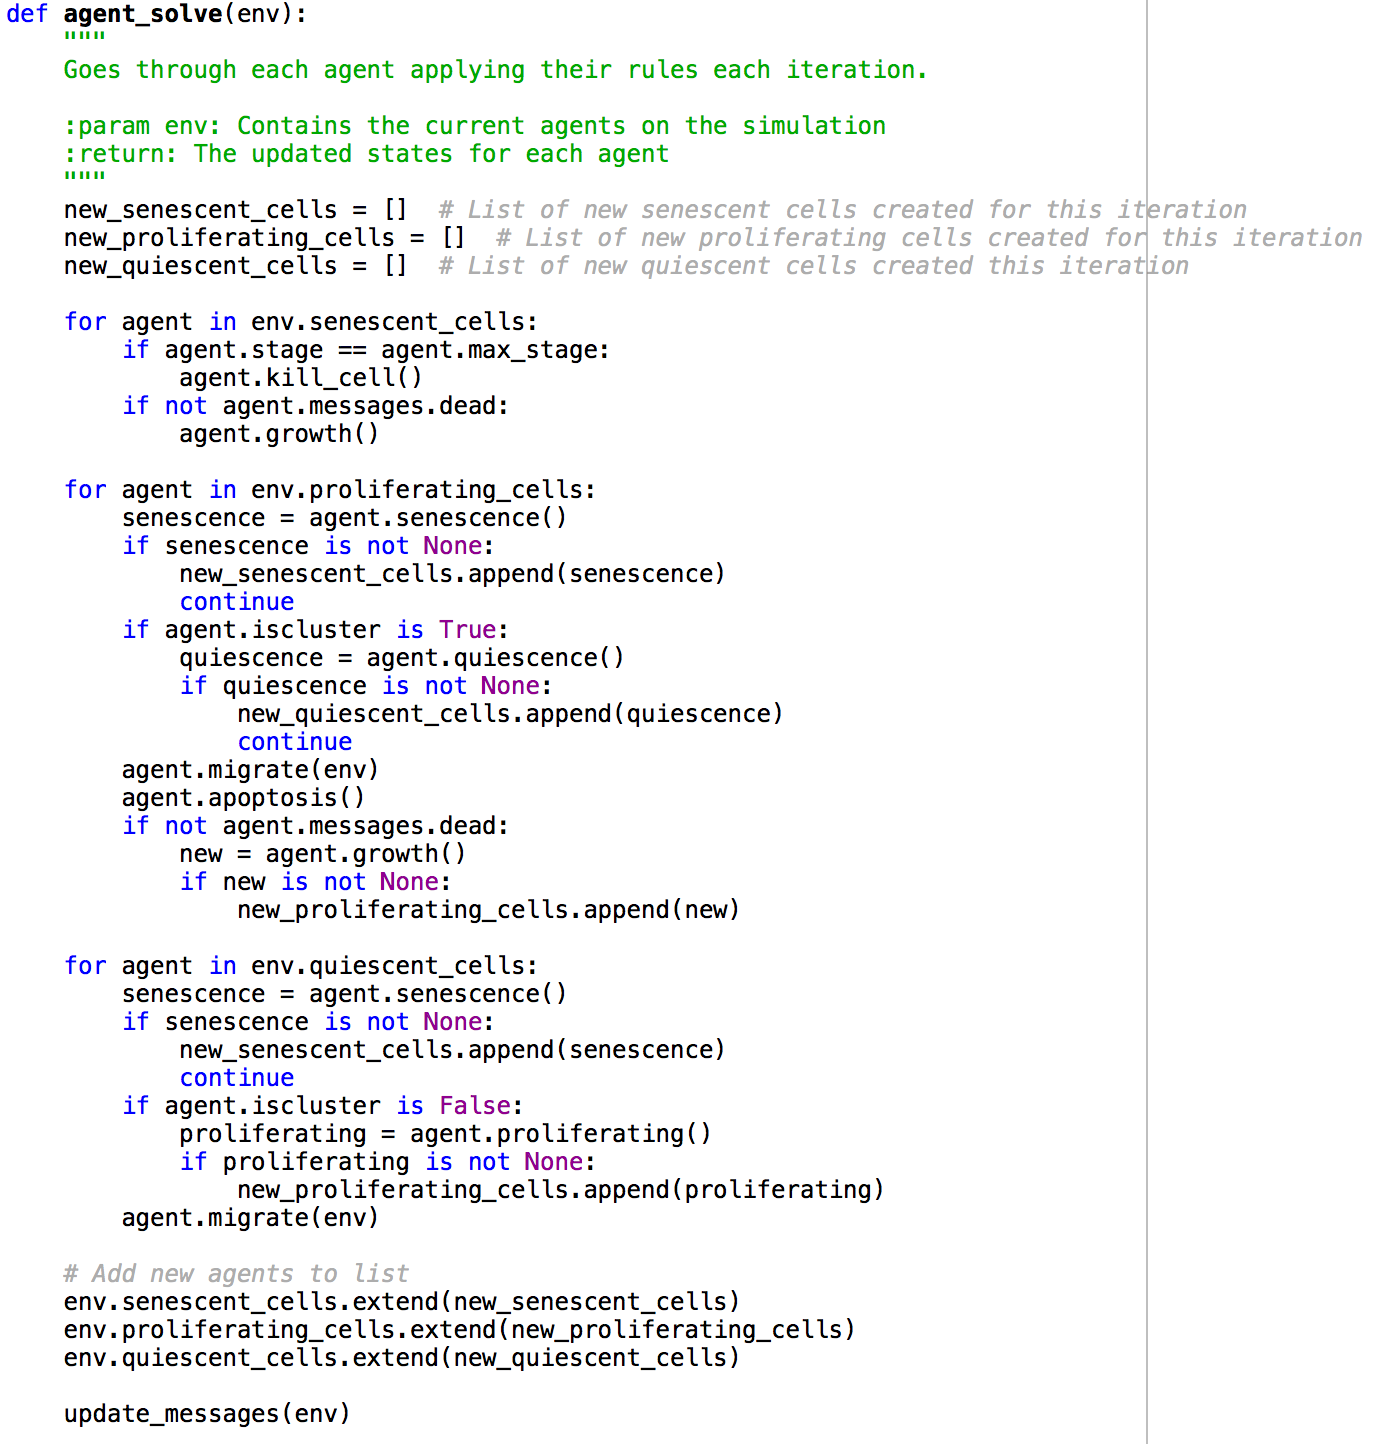 def agent_solve(env):
    """
    Goes through each agent applying their rules each iteration.

    :param env: Contains the current agents on the simulation
    :return: The updated states for each agent
    """
    new_senescent_cells = []  # List of new senescent cells created for this iteration
    new_proliferating_cells = []  # List of new proliferating cells created for this iteration
    new_quiescent_cells = []  # List of new quiescent cells created this iteration

    for agent in env.senescent_cells:
        if agent.stage == agent.max_stage:
            agent.kill_cell()
        if not agent.messages.dead:
            agent.growth()

    for agent in env.proliferating_cells:
        senescence = agent.senescence()
        if senescence is not None:
            new_senescent_cells.append(senescence)
            continue
        if agent.iscluster is True:
            quiescence = agent.quiescence()
            if quiescence is not None:
                new_quiescent_cells.append(quiescence)
                continue
        agent.migrate(env)
        agent.apoptosis()
        if not agent.messages.dead:
            new = agent.growth()
            if new is not None:
                new_proliferating_cells.append(new)

    for agent in env.quiescent_cells:
        senescence = agent.senescence()
        if senescence is not None:
            new_senescent_cells.append(senescence)
            continue
        if agent.iscluster is False:
            proliferating = agent.proliferating()
            if proliferating is not None:
                new_proliferating_cells.append(proliferating)
        agent.migrate(env)

    # Add new agents to list
    env.senescent_cells.extend(new_senescent_cells)
    env.proliferating_cells.extend(new_proliferating_cells)
    env.quiescent_cells.extend(new_quiescent_cells)

    update_messages(env)